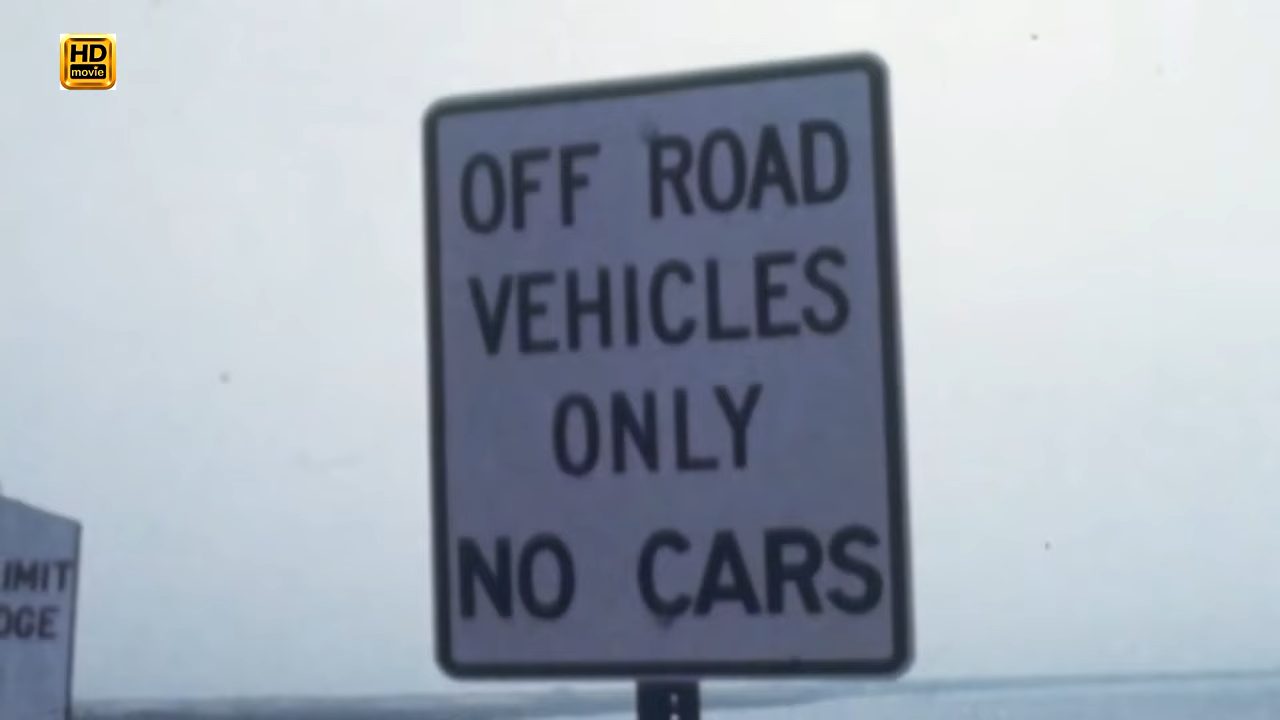 HD
movie
OFF ROAD
VEHICLES
ONLY
NO CARS
IMIT
DGE